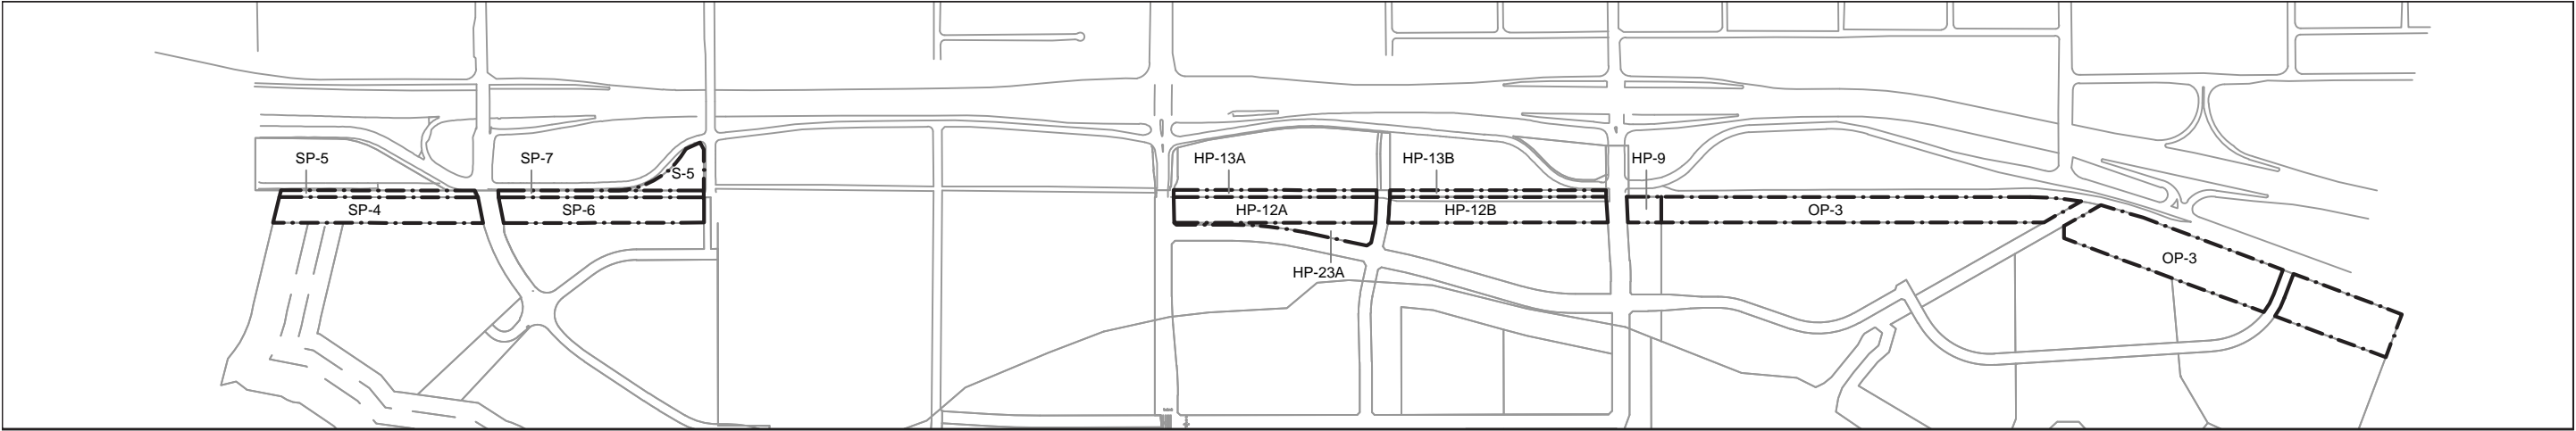 SP-5
SP-7
HP-13A
HP-13B
HP-9
S-5
SP-4
SP-6
HP-12A
HP-12B
OP-3
OP-3
HP-23A